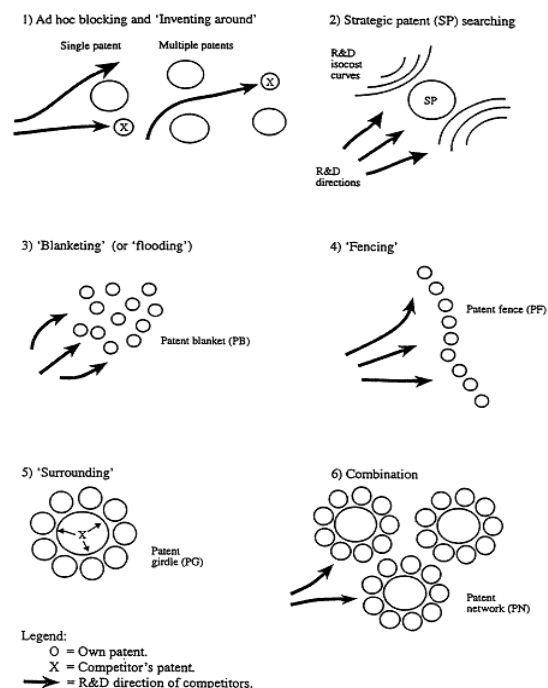 1) Ad hoc blocking and ‘Inventing around’
Single patent
Multiple patents
X
X
2) Strategic patent (SP) searching
R&D
isocost
curves
SP
R&D
directions
3) ‘Blanketing’ (or ‘flooding’)
Patent blanket (PB)
4) ‘Fencing’
Patent fence (PF)
5) ‘Surrounding’
X
Patent
girdle (PG)
6) Combination
Patent
network (PN)
Legend:
O = Own patent.
X = Competitor's patent.
= R&D direction of competitors.